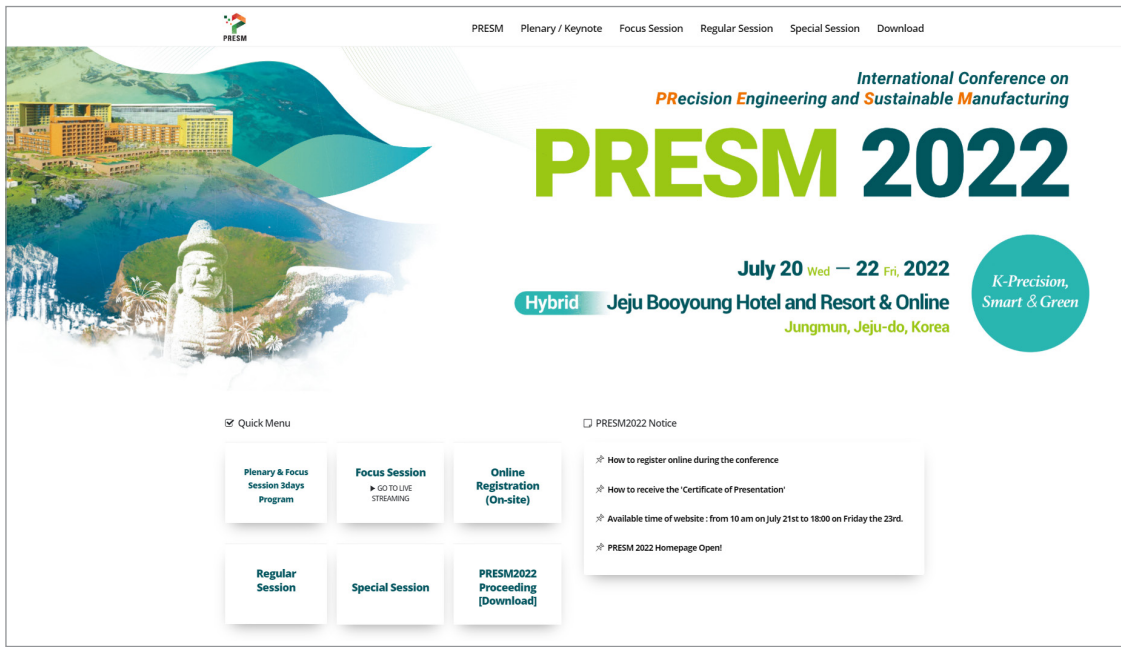 PRESM
PRESM Plenary / Keynote Focus Session Regular Session Special Session Download
International Conference on
PRecision Engineering and Sustainable Manufacturing
PRESM 2022
July 20 Wed — 22 Fri, 2022
Hybrid Jeju Booyoung Hotel and Resort & Online
Jungmun, Jeju-do, Korea
K-Precision,
Smart & Green
Quick Menu
Plenary & Focus
Session 3days
Program
Focus Session
▶ GO TO LIVE
STREAMING
Online
Registration
(On-site)
Regular
Session
Special Session
PRESM2022
Proceeding
[Download]
PRESM2022 Notice
How to register online during the conference
How to receive the 'Certificate of Presentation'
Available time of website : from 10 am on July 21st to 18:00 on Friday the 23rd.
PRESM 2022 Homepage Open!